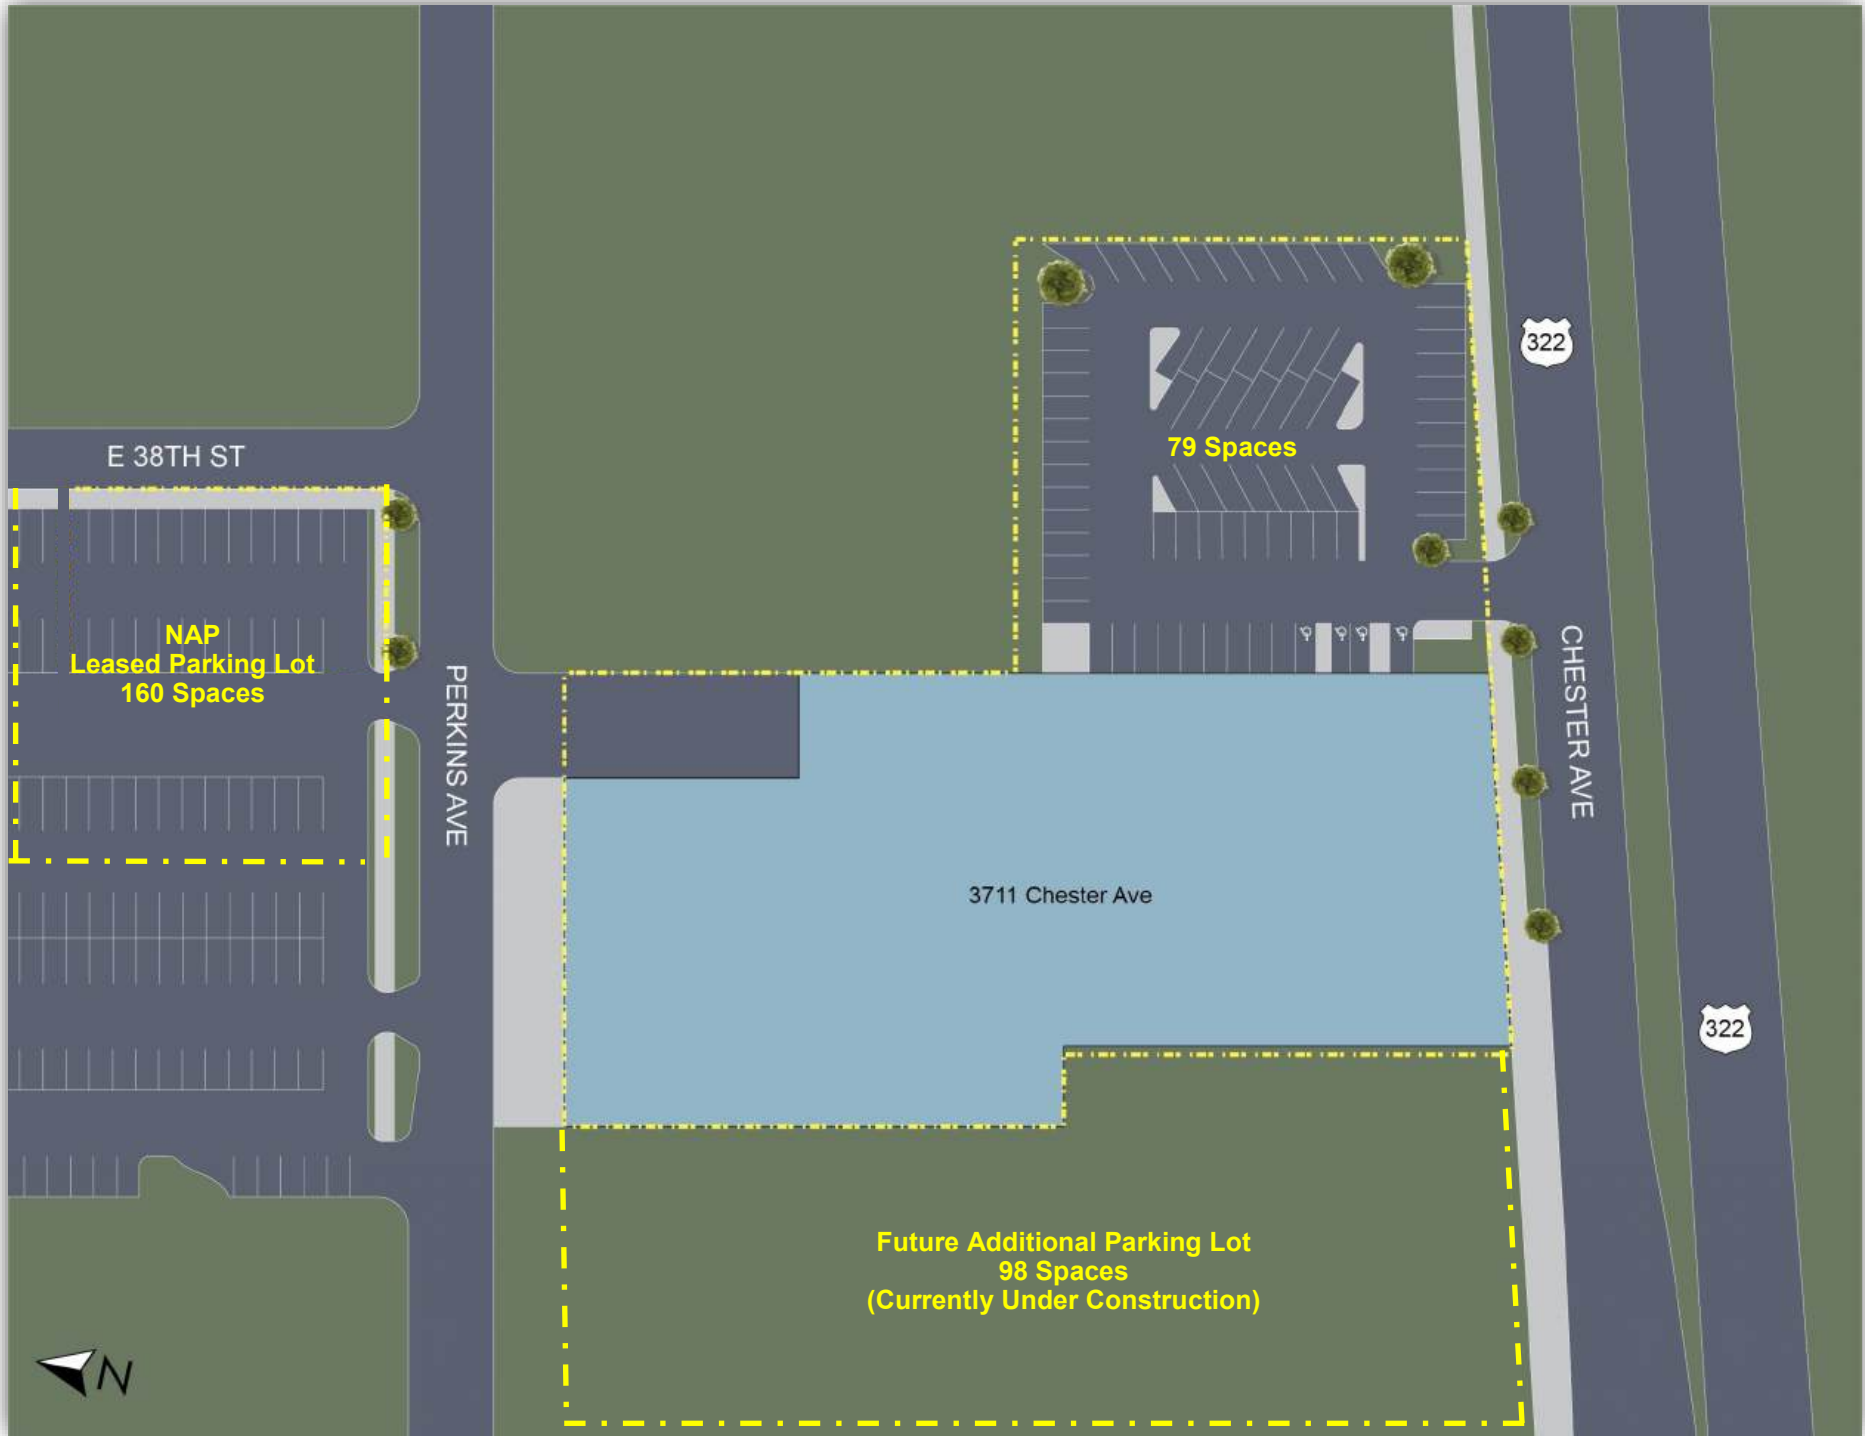 322
E 38TH ST
79 Spaces
NAP
Leased Parking Lot
160 Spaces
PERKINS AVE
CHESTER AVE
3711 Chester Ave
322
Future Additional Parking Lot
98 Spaces
(Currently Under Construction)
N